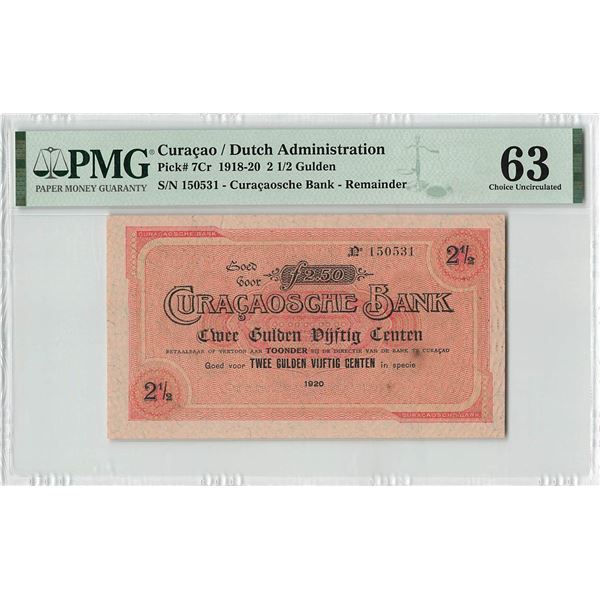 PMG®
PAPER MONEY GUARANTY
Curaçao / Dutch Administration
Pick# 7Cr 1918-20 2 1/2 Gulden
S/N 150531 - Curaçaosche Bank - Remainder
63
Choice Uncirculated
CURAÇAOSCHE BANK
Nº 150531
2½
Goed
Voor
ƒ2.50
CURAÇAOSCHE BANK
Twee Gulden Vijftig Centen
BETAALBAAR OP VERTOON AAN TOONDER BIJ DE DIRECTIE VAN DE BANK TE CURAÇAO
Goed voor TWEE GULDEN VIJFTIG CENTEN in specie
1920
2½
CURAÇAOSCHE BANK